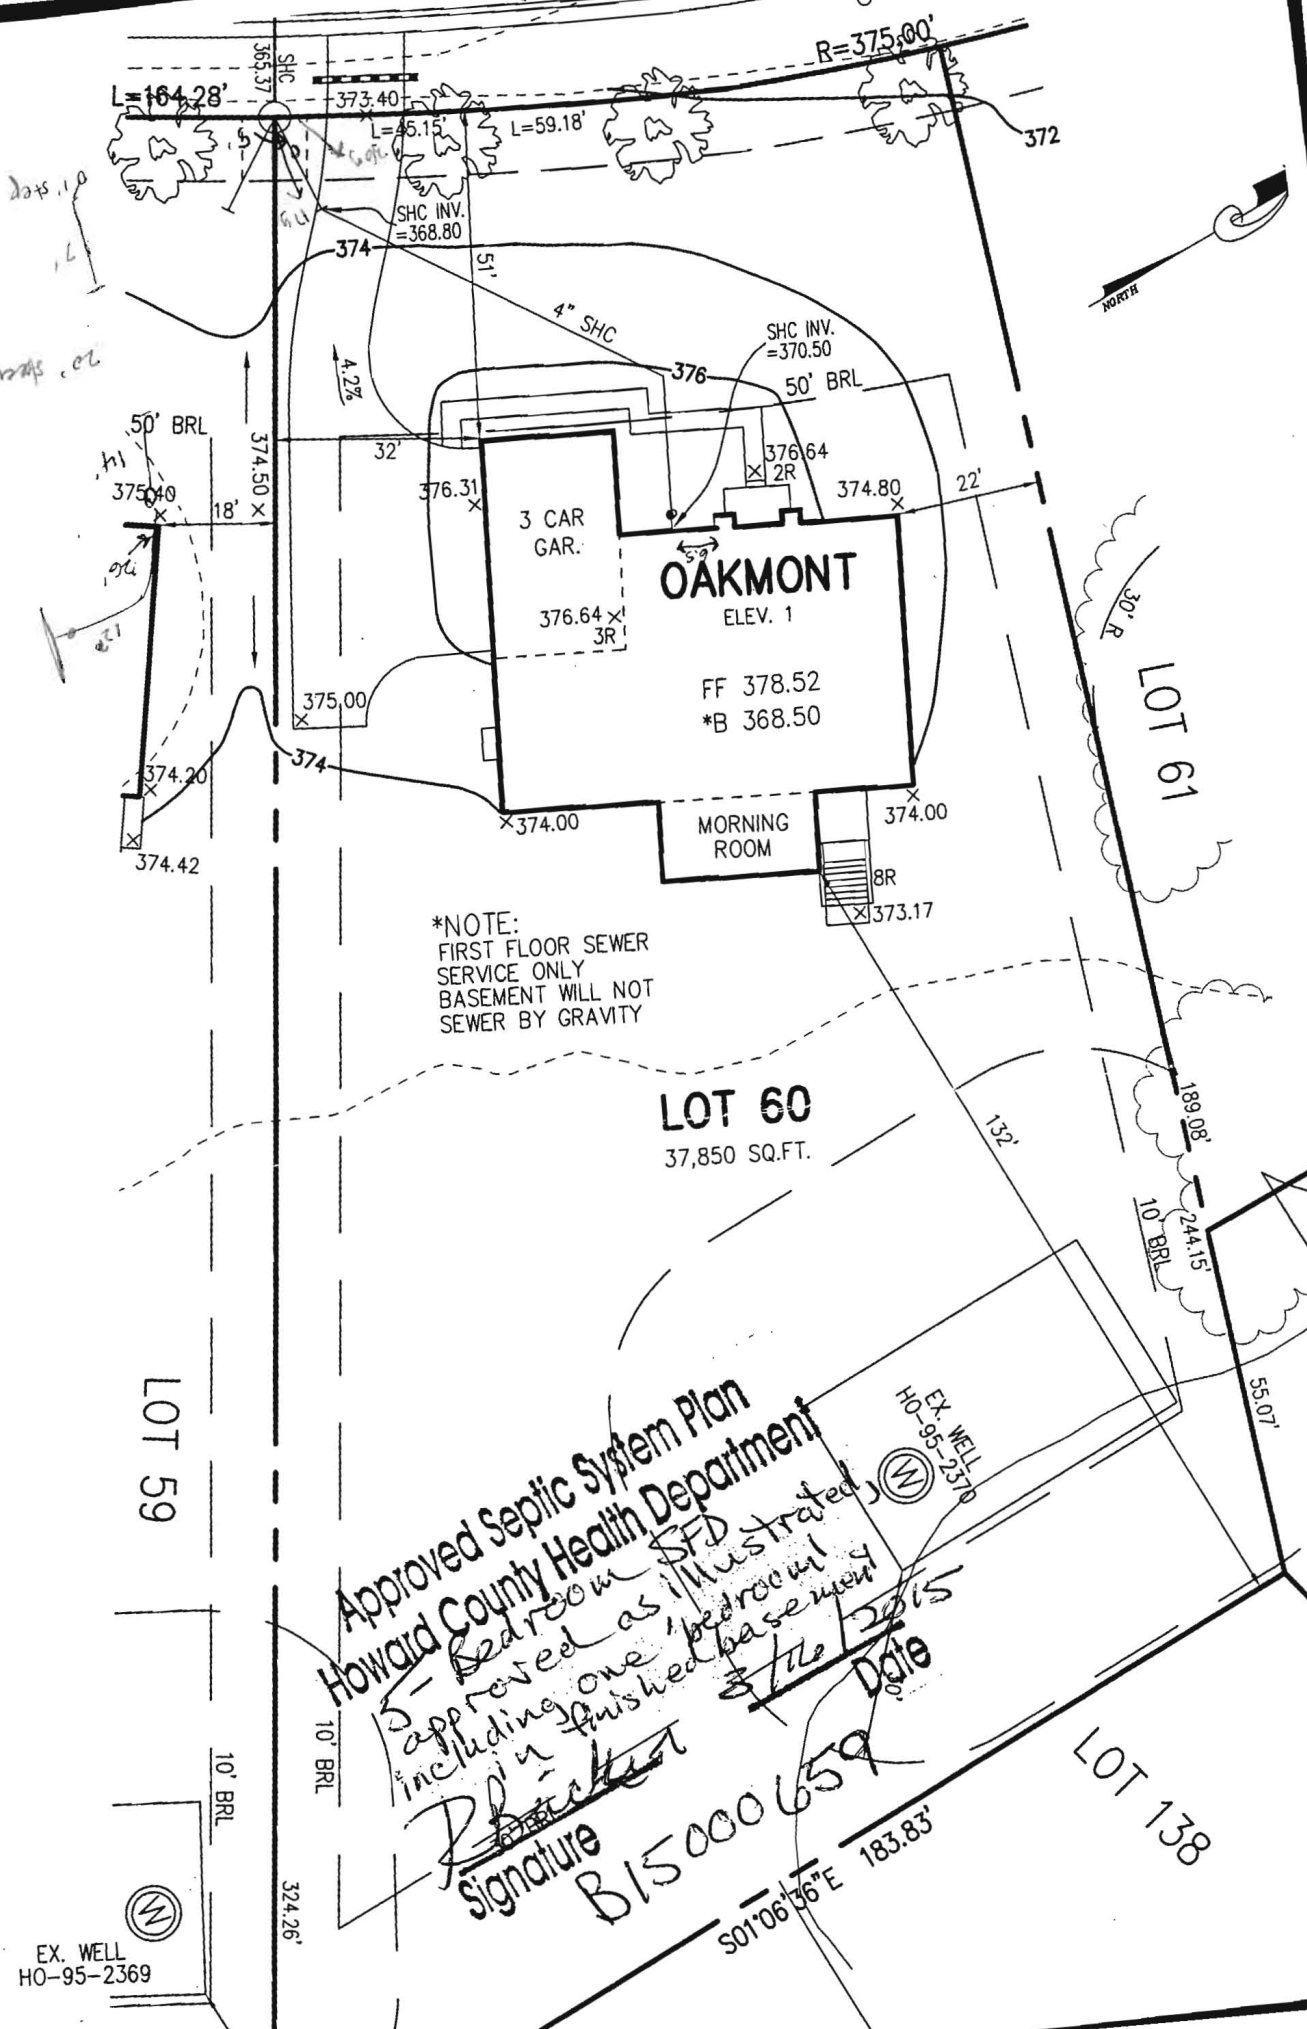 SHC
365.37
L=164.28'
373.40
L=45.15'
L=59.18'
R=375.00'
372
SHC INV.
=368.80
374
51'
4" SHC
SHC INV.
=370.50
376
50' BRL
NORTH
4.2%
50' BRL
14'
375.40
18'
374.50
32'
376.31
376.64
2R
374.80
22'
3 CAR
GAR.
6.5'
OAKMONT
ELEV. 1
376.64
3R
FF 378.52
*B 368.50
30' R
LOT 61
375.00
374
374.20
374.42
374.00
MORNING
ROOM
374.00
8R
373.17
*NOTE:
FIRST FLOOR SEWER
SERVICE ONLY
BASEMENT WILL NOT
SEWER BY GRAVITY
LOT 60
37,850 SQ.FT.
132'
189.08'
244.15'
10' BRL
55.07'
LOT 59
EX. WELL
HO-95-2370
W
Approved Septic System Plan
Howard County Health Department
5-Bedroom SFD
approved as illustrated,
including one bedroom
in finished basement
2015
Date
Signature
B15000659
10' BRL
10' BRL
324.26'
W
EX. WELL
HO-95-2369
S01°06'36"E 183.83'
LOT 138